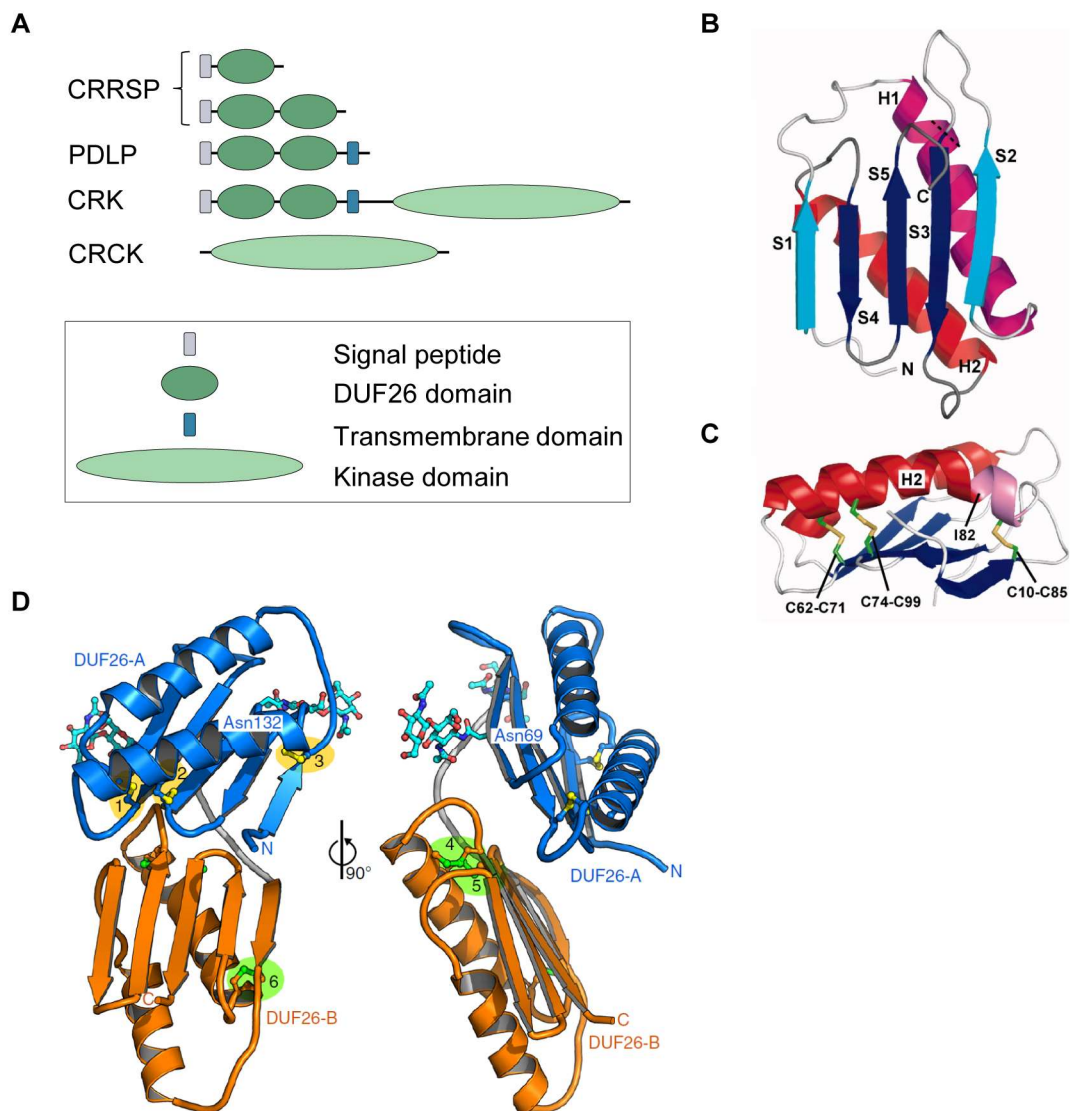 A
CRRSP
PDLP
CRK
CRCK
Signal peptide
DUF26 domain
Transmembrane domain
Kinase domain
B
H1
S2
S5
C
S1
S3
S4
N
H2
C
H2
I82
C62-C71
C74-C99
C10-C85
D
DUF26-A
Asn132
3
2
1
N
90°
C
6
DUF26-B
Asn69
4
5
DUF26-A
N
C
DUF26-B